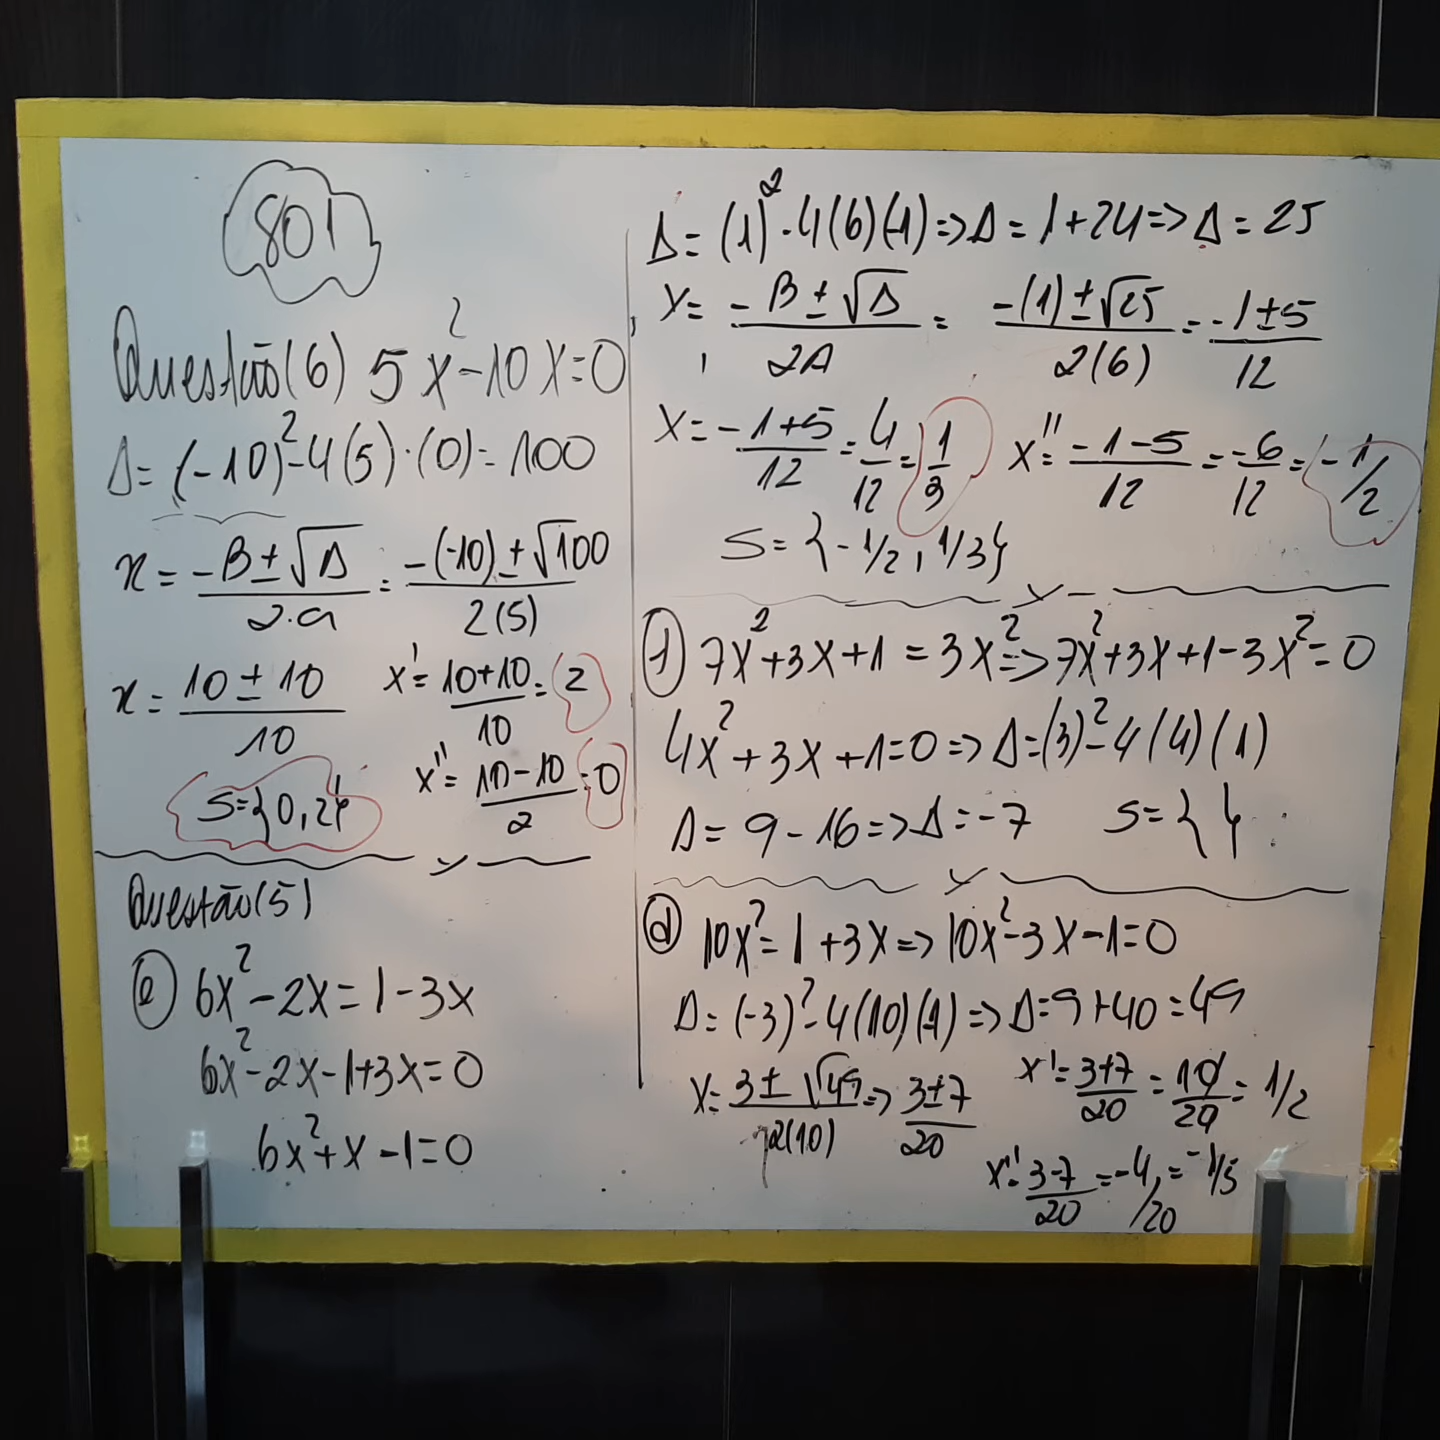 801
Questão(6) 5x²-10x=0
Δ=(-10)²-4(5)·(0)=100
x=-B±√Δ/2.a=-(-10)±√100/2(5)
x=10±10/10 x'=10+10/10=2
x''=10-10/2=0
S={0,2}
Questão(5)
e) 6x²-2x=1-3x
6x²-2x-1+3x=0
6x²+x-1=0
Δ=(1)²-4(6)(-1)=>Δ=1+24=>Δ=25
x=-B±√Δ/2A=-(1)±√25/2(6)=-1±5/12
x=-1+5/12=4/12=1/3 x''=-1-5/12=-6/12=-1/2
S={-1/2,1/3}
f) 7x²+3x+1=3x²=>7x²+3x+1-3x²=0
4x²+3x+1=0=>Δ=(3)²-4(4)(1)
Δ=9-16=>Δ=-7 S={ }
d) 10x²=1+3x=>10x²-3x-1=0
Δ=(-3)²-4(10)(-1)=>Δ=9+40=49
x=3±√49/2(10)=>3±7/20 x'=3+7/20=10/20=1/2
x''=3-7/20=-4/20=-1/5